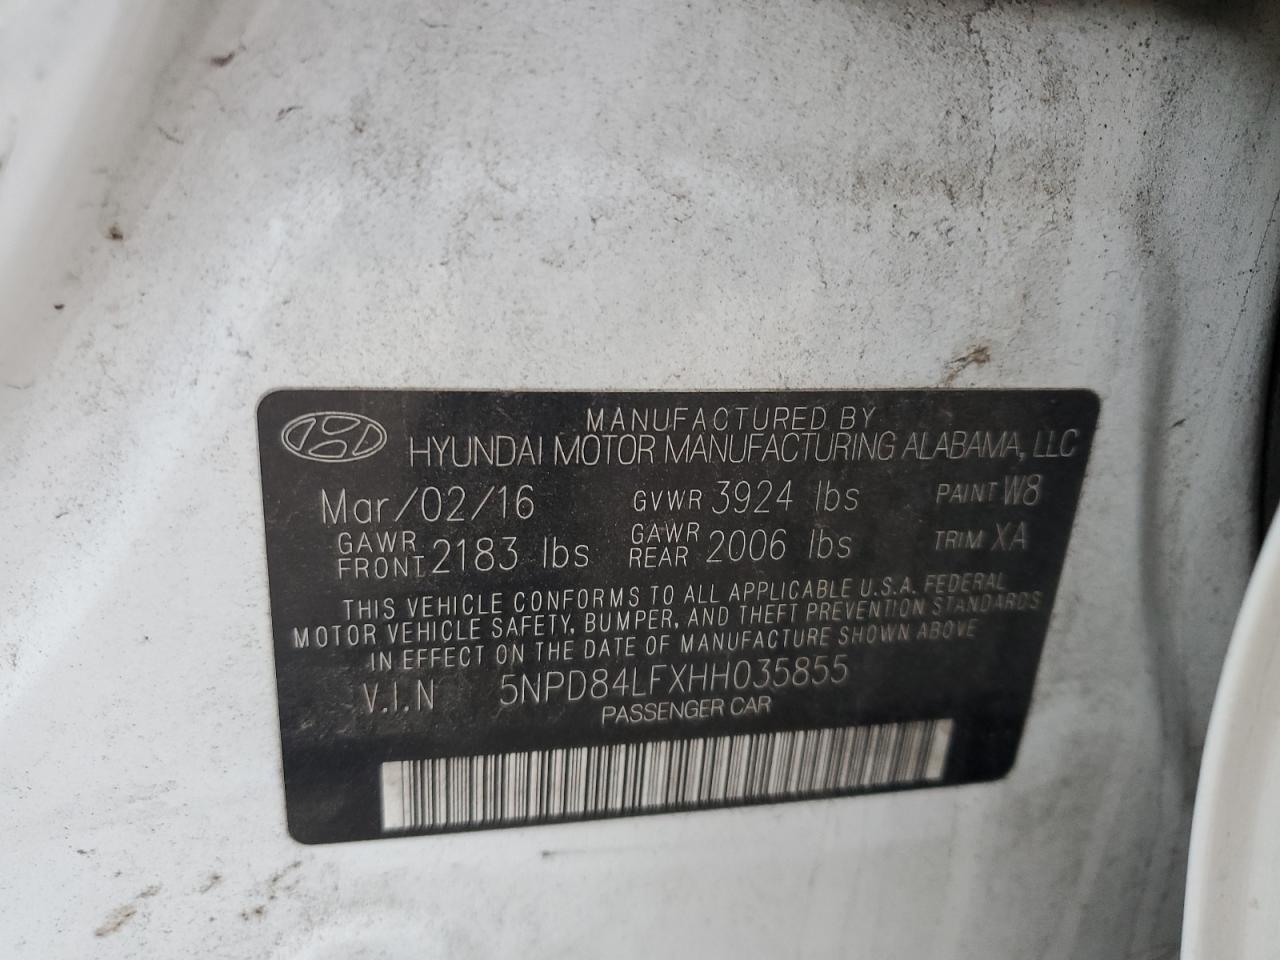 MANUFACTURED BY
HYUNDAI MOTOR MANUFACTURING ALABAMA, LLC
Mar/02/16 GVWR 3924 lbs PAINT W8
GAWR FRONT 2183 lbs GAWR REAR 2006 lbs TRIM XA
THIS VEHICLE CONFORMS TO ALL APPLICABLE U.S.A. FEDERAL
MOTOR VEHICLE SAFETY, BUMPER, AND THEFT PREVENTION STANDARDS
IN EFFECT ON THE DATE OF MANUFACTURE SHOWN ABOVE
V.I.N 5NPD84LFXHH035855
PASSENGER CAR